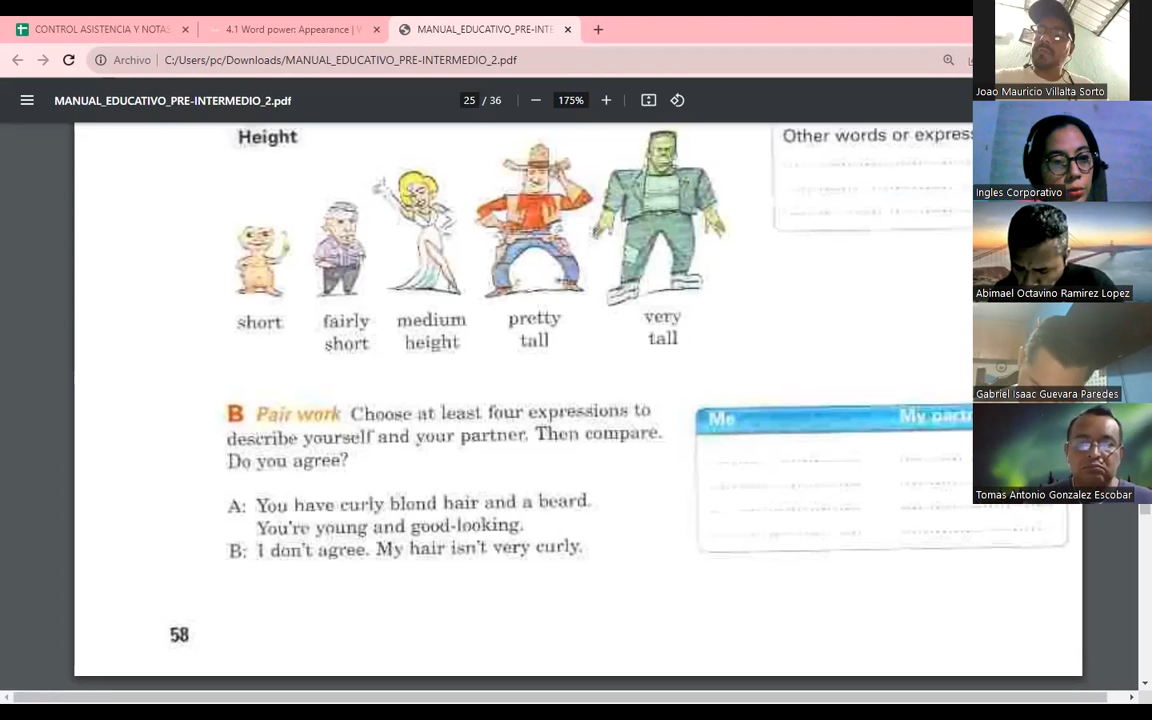 CONTROL ASISTENCIA Y NOTAS
4.1 Word power: Appearance |
MANUAL_EDUCATIVO_PRE-INTE
Archivo
C:/Users/pc/Downloads/MANUAL_EDUCATIVO_PRE-INTERMEDIO_2.pdf
MANUAL_EDUCATIVO_PRE-INTERMEDIO_2.pdf
25 / 36
175%
Height
Other words or express
short
fairly short
medium height
pretty tall
very tall
B Pair work Choose at least four expressions to
describe yourself and your partner. Then compare.
Do you agree?
A: You have curly blond hair and a beard.
You're young and good-looking.
B: I don't agree. My hair isn't very curly.
Me
My partn
58
Joao Mauricio Villalta Sorto
Ingles Corporativo
Abimael Octavino Ramirez Lopez
Gabriel Isaac Guevara Paredes
Tomas Antonio Gonzalez Escobar